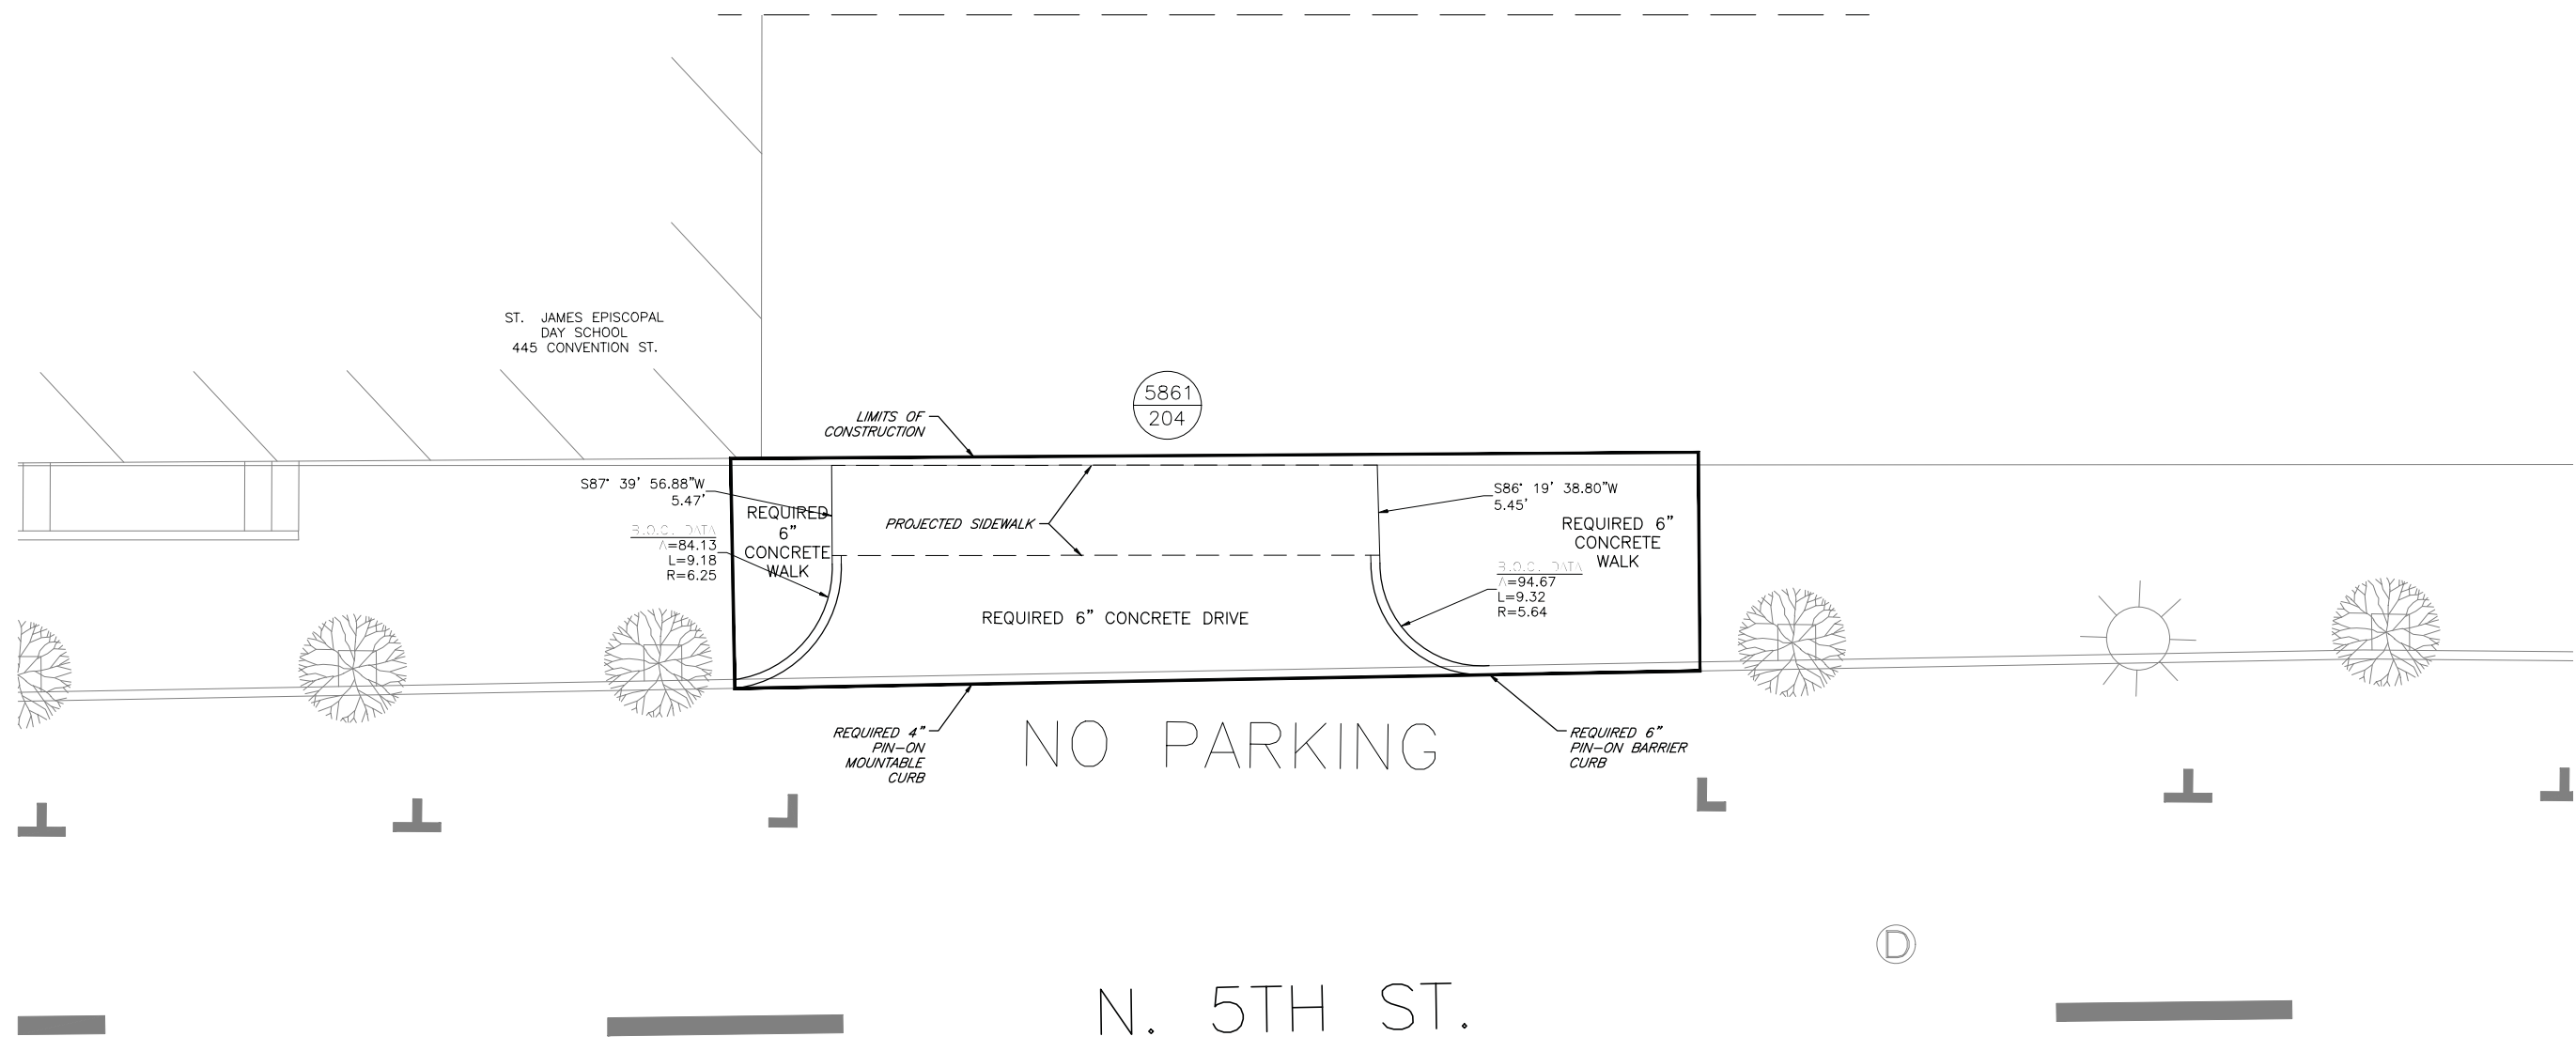 ST. JAMES EPISCOPAL
DAY SCHOOL
445 CONVENTION ST.
5861
204
LIMITS OF
CONSTRUCTION
S87° 39' 56.88"W
5.47'
B.O.C. DATA
Δ=84.13
L=9.18
R=6.25
REQUIRED
6"
CONCRETE
WALK
PROJECTED SIDEWALK
S86° 19' 38.80"W
5.45'
REQUIRED 6"
CONCRETE
WALK
B.O.C. DATA
Δ=94.67
L=9.32
R=5.64
REQUIRED 6" CONCRETE DRIVE
REQUIRED 4"
PIN-ON
MOUNTABLE
CURB
NO PARKING
REQUIRED 6"
PIN-ON BARRIER
CURB
D
N. 5TH ST.